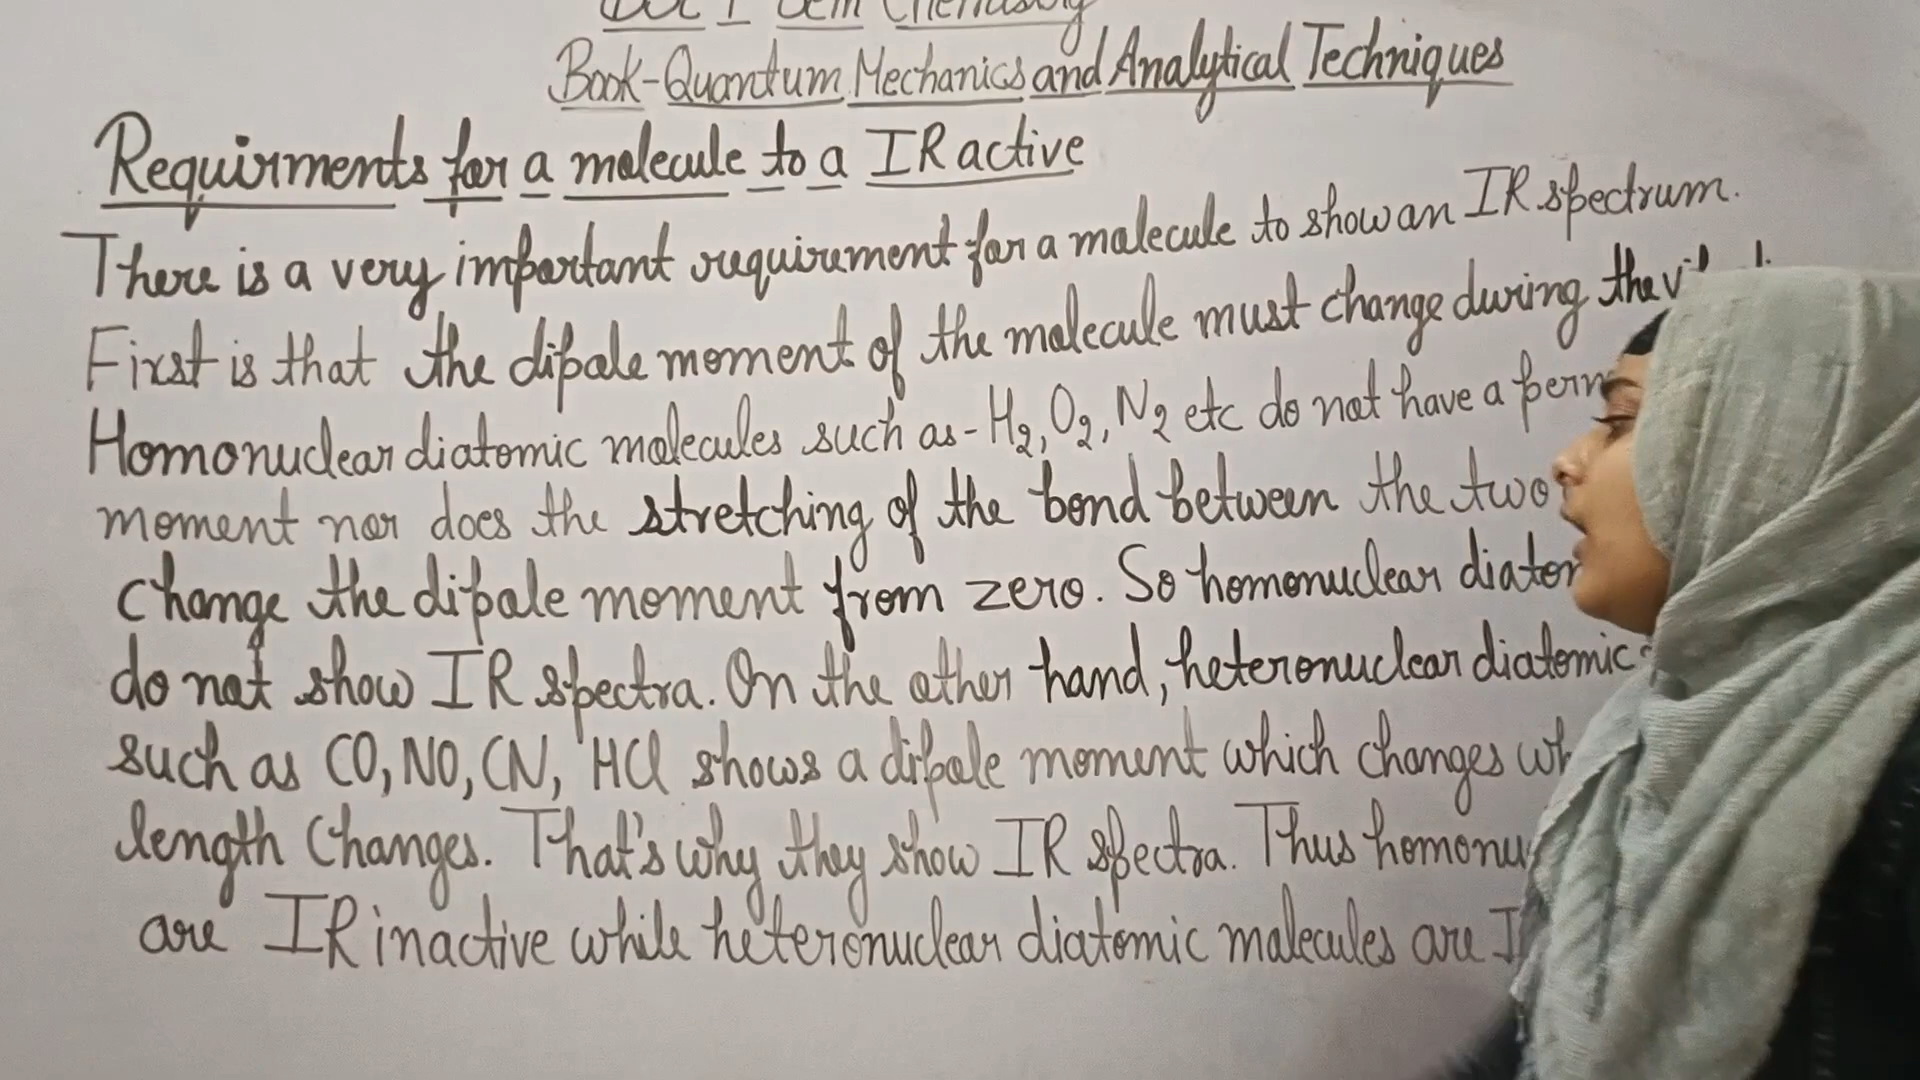 I Sem Chemistry
Book-Quantum Mechanics and Analytical Techniques
Requirments for a molecule to a IR active
There is a very important requirement for a molecule to show an IR spectrum.
First is that the dipole moment of the molecule must change during the
Homonuclear diatomic molecules such as - H2, O2, N2 etc do not have a
moment nor does the stretching of the bond between the two
change the dipole moment from zero. So homonuclear
do not show IR spectra. On the other hand, heteronuclear diatomic
such as CO, NO, CN, HCl shows a dipole moment which changes
length changes. That's why they show IR spectra. Thus
are IR inactive while heteronuclear diatomic molecules are